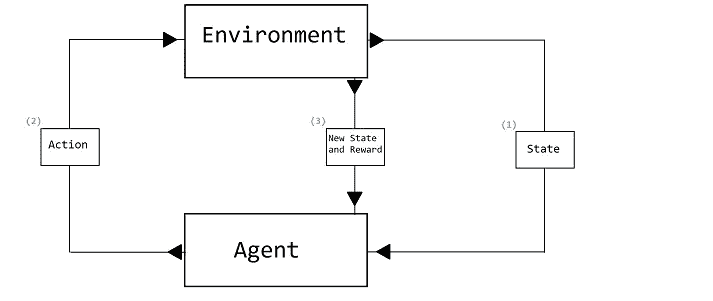 Environment
(2)
Action
(3)
New State
and Reward
(1)
State
Agent